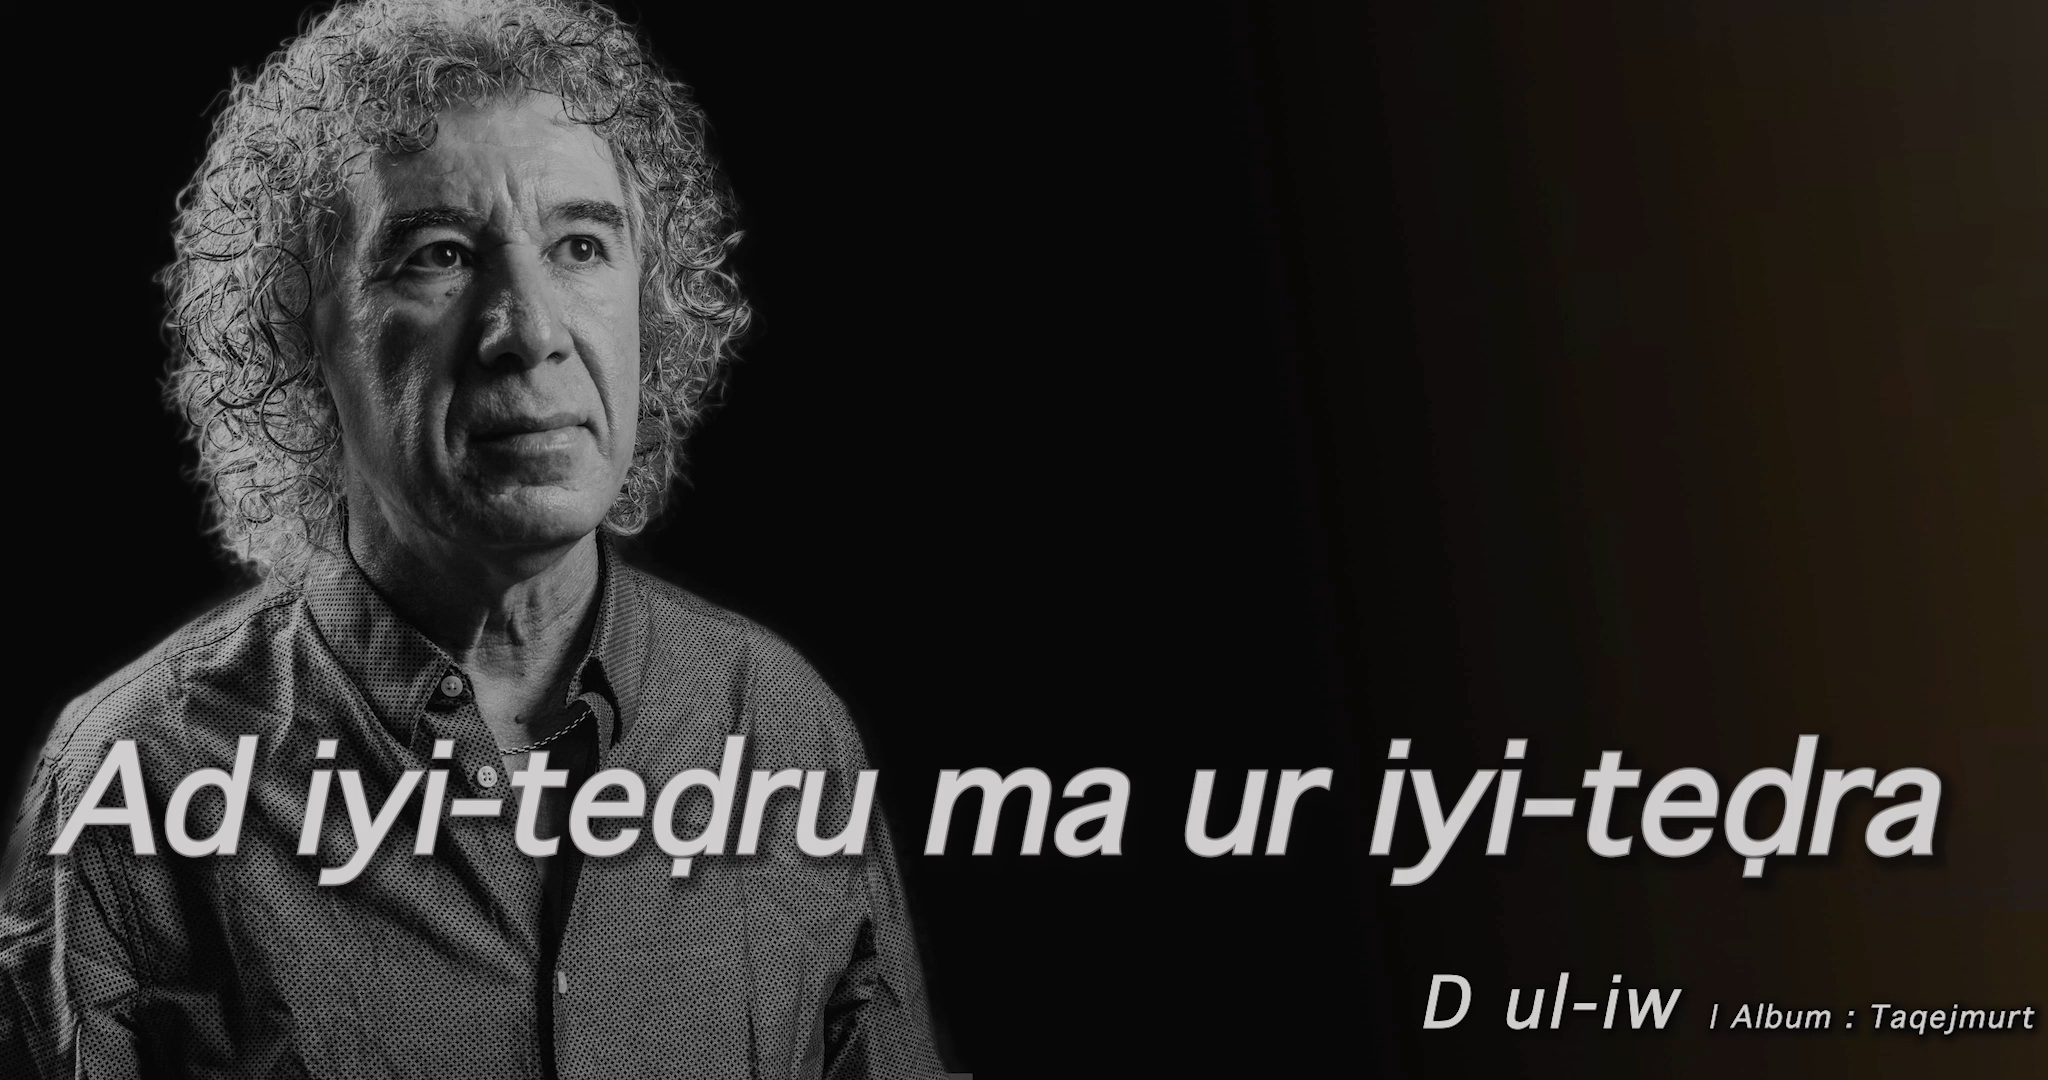 Ad iyi-teḍru ma ur iyi-teḍra
D ul-iw | Album : Taqejmurt